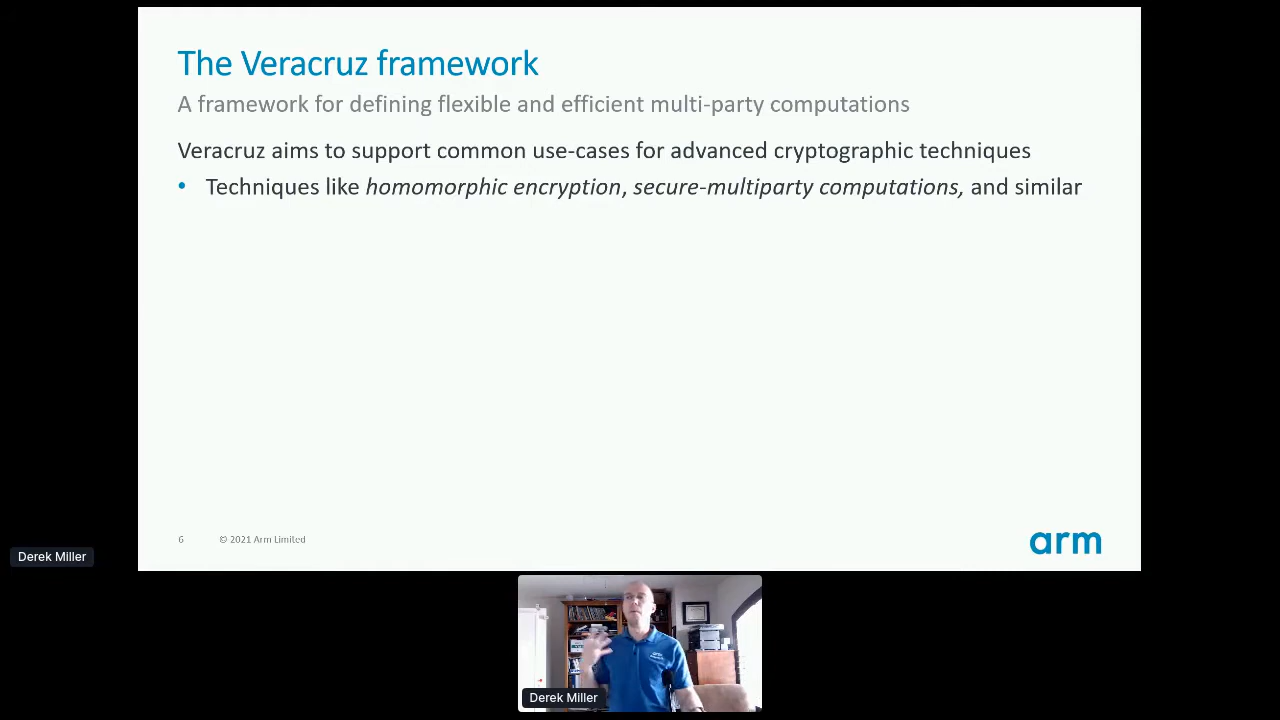 The Veracruz framework
A framework for defining flexible and efficient multi-party computations
Veracruz aims to support common use-cases for advanced cryptographic techniques
• Techniques like homomorphic encryption, secure-multiparty computations, and similar
6 © 2021 Arm Limited
arm
Derek Miller
Derek Miller